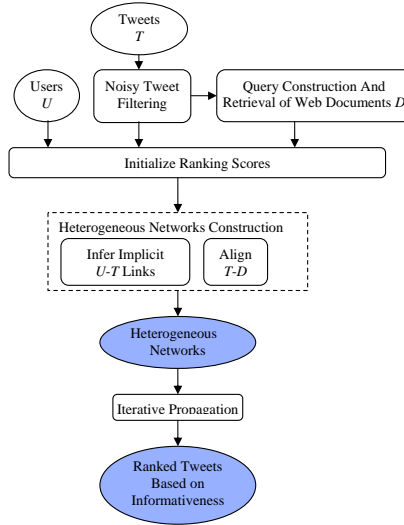 Tweets
T
Users
U
Noisy Tweet
Filtering
Query Construction And
Retrieval of Web Documents D
Initialize Ranking Scores
Heterogeneous Networks Construction
Infer Implicit
U-T Links
Align
T-D
Heterogeneous
Networks
Iterative Propagation
Ranked Tweets
Based on
Informativeness